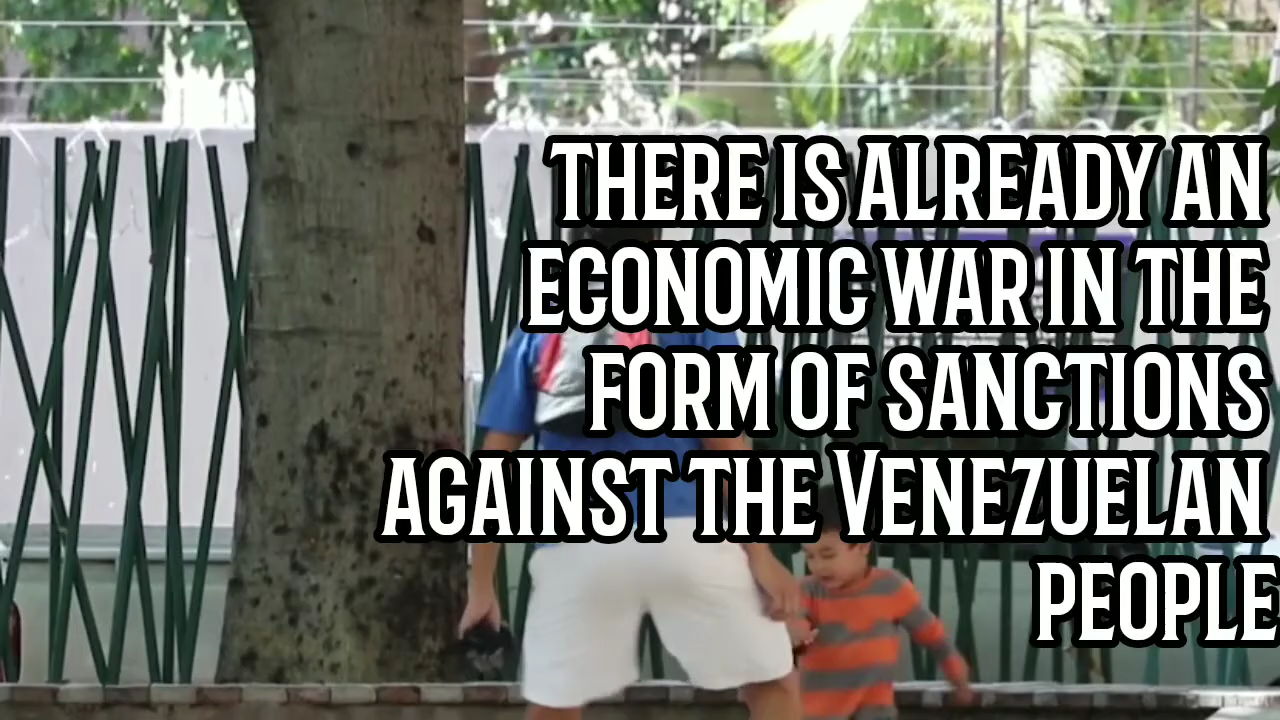 THERE IS ALREADY AN
ECONOMIC WAR IN THE
FORM OF SANCTIONS
AGAINST THE VENEZUELAN
PEOPLE